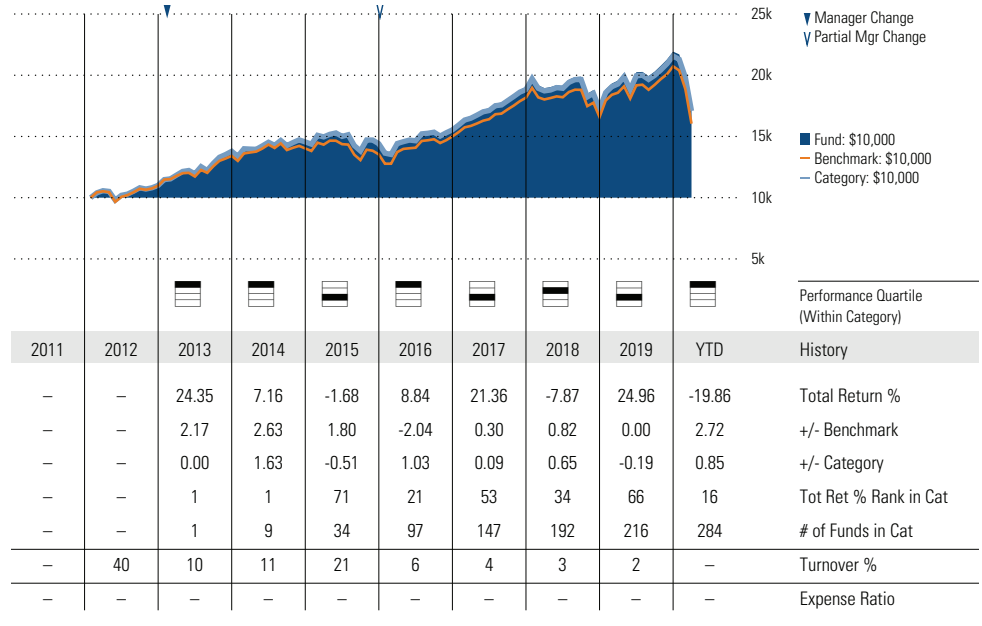 25k
Manager Change
Partial Mgr Change
20k
15k
Fund: $10,000
Benchmark: $10,000
Category: $10,000
10k
5k
Performance Quartile
(Within Category)
2011 2012 2013 2014 2015 2016 2017 2018 2019 YTD History
– – 24.35 7.16 -1.68 8.84 21.36 -7.87 24.96 -19.86 Total Return %
– – 2.17 2.63 1.80 -2.04 0.30 0.82 0.00 2.72 +/- Benchmark
– – 0.00 1.63 -0.51 1.03 0.09 0.65 -0.19 0.85 +/- Category
– – 1 1 71 21 53 34 66 16 Tot Ret % Rank in Cat
– – 1 9 34 97 147 192 216 284 # of Funds in Cat
– 40 10 11 21 6 4 3 2 – Turnover %
– – – – – – – – – – Expense Ratio